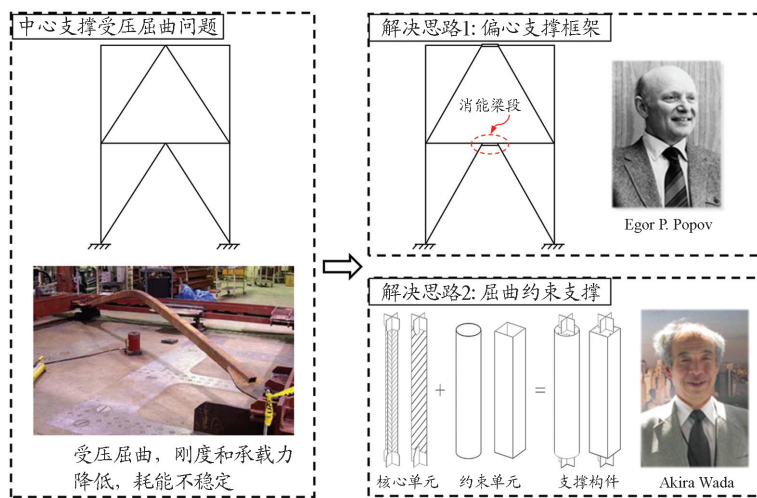 中心支撑受压屈曲问题
受压屈曲，刚度和承载力
降低，耗能不稳定
解决思路1: 偏心支撑框架
消能梁段
Egor P. Popov
解决思路2: 屈曲约束支撑
+
=
核心单元
约束单元
支撑构件
Akira Wada